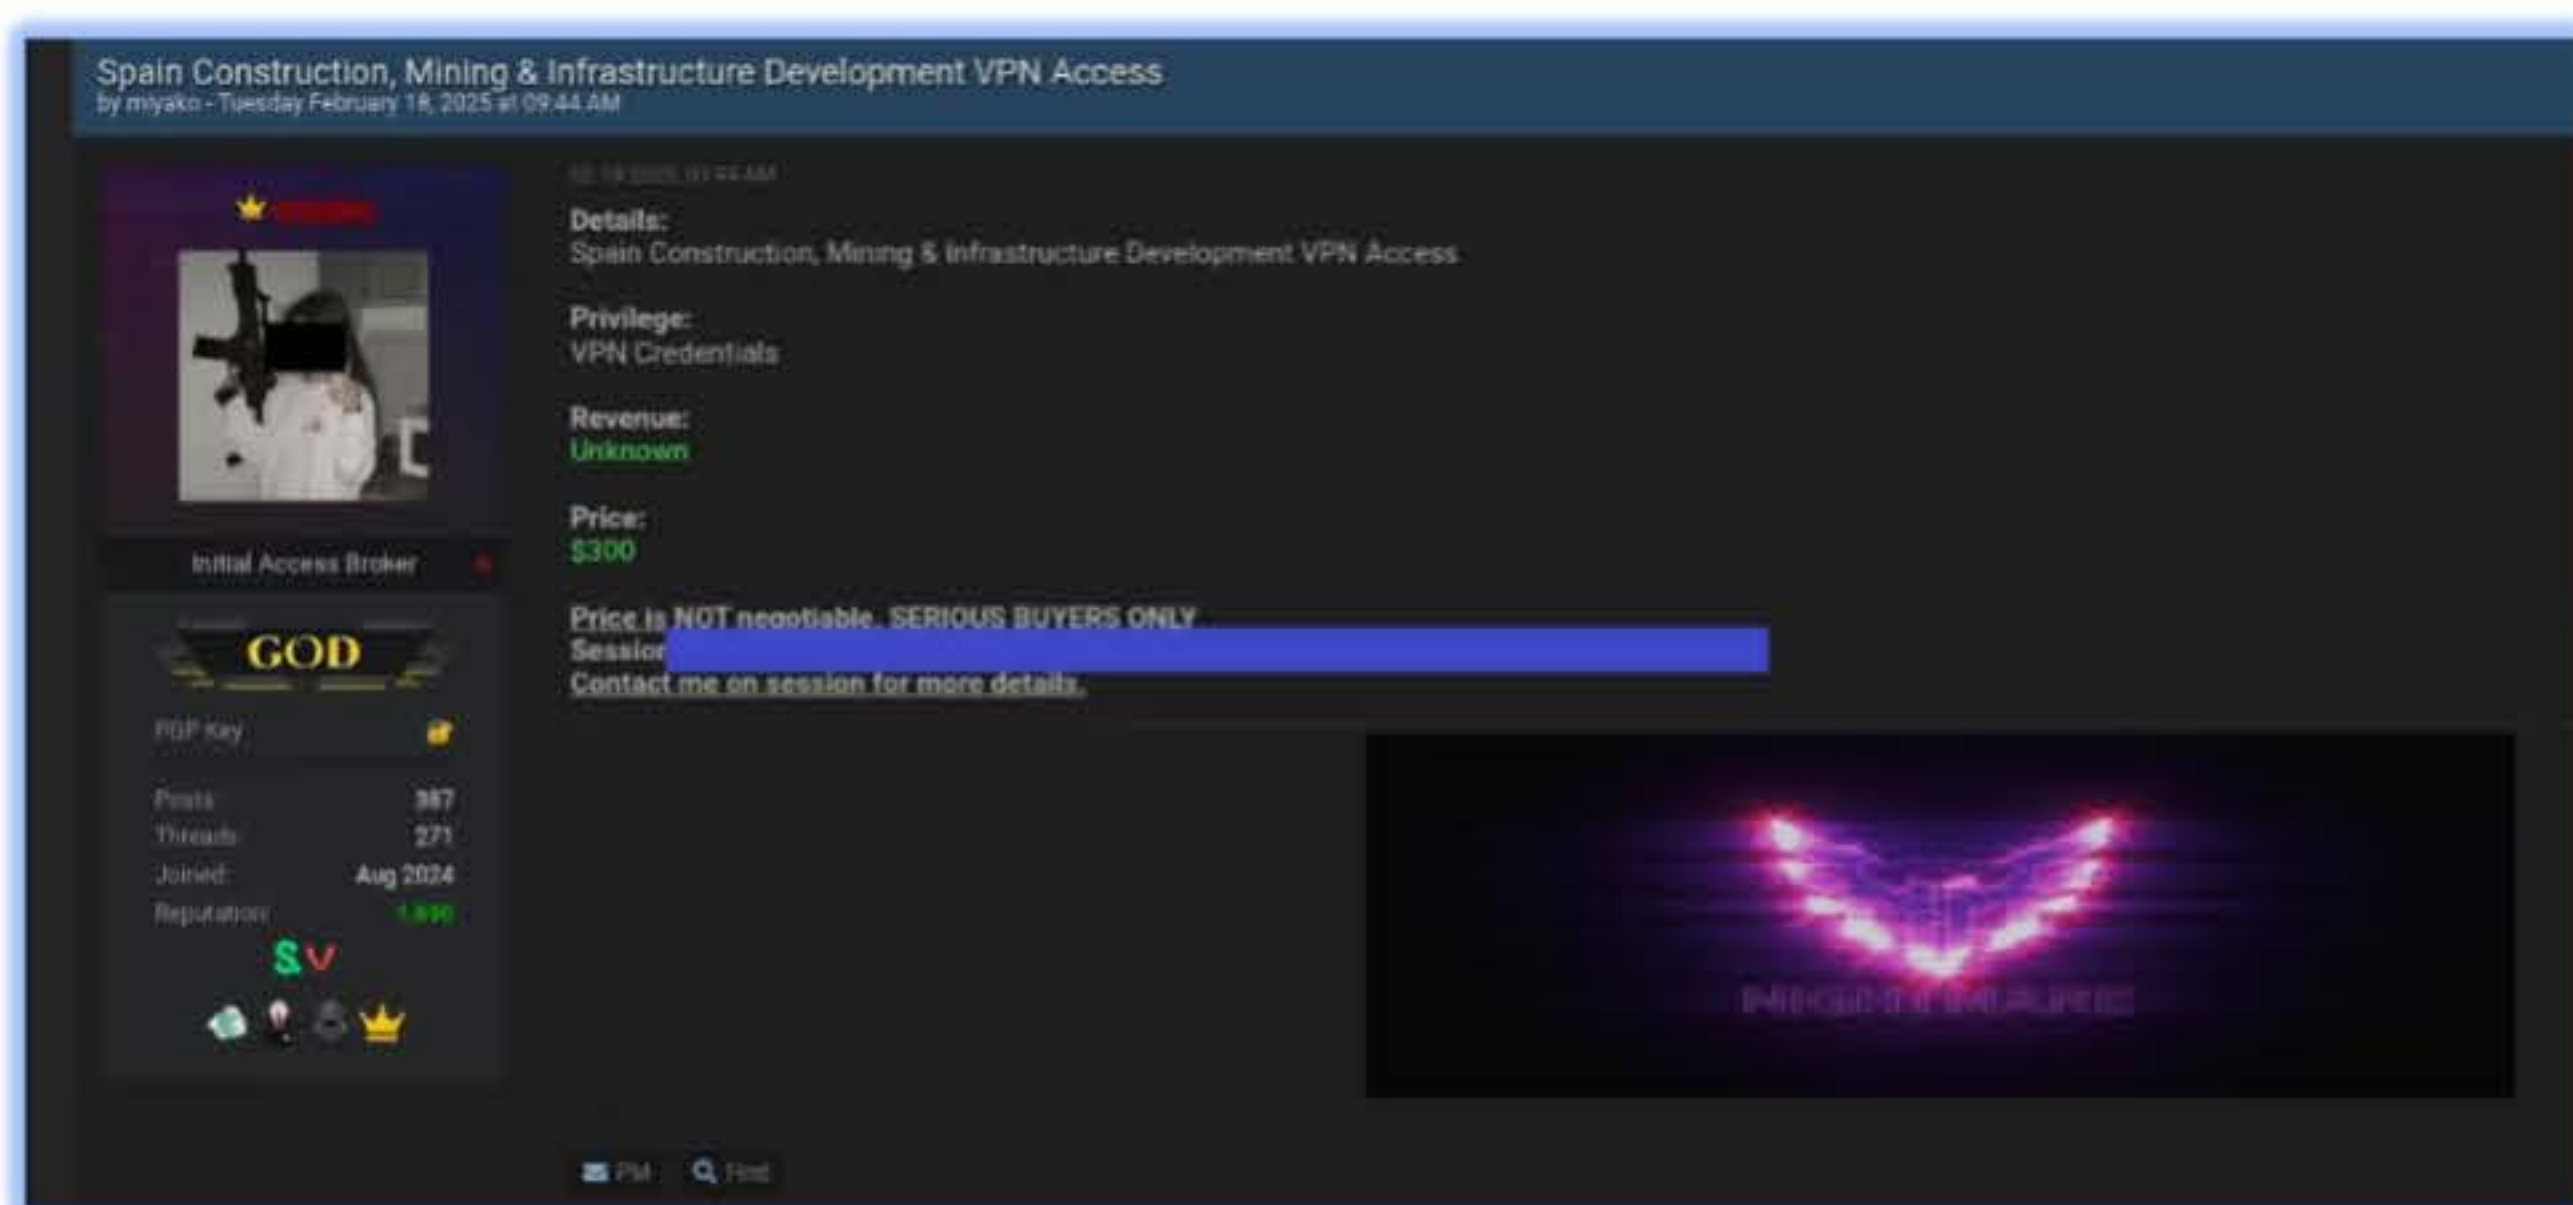 Spain Construction, Mining & Infrastructure Development VPN Access
by miyako - Tuesday February 18, 2025 at 09:44 AM
Details:
Spain Construction, Mining & Infrastructure Development VPN Access
Privilege:
VPN Credentials
Revenue:
Unknown
Price:
$300
Price is NOT negotiable. SERIOUS BUYERS ONLY
Session
Contact me on session for more details.
Initial Access Broker
GOD
PGP Key
Posts: 387
Threads: 271
Joined: Aug 2024
Reputation:
PM
Find